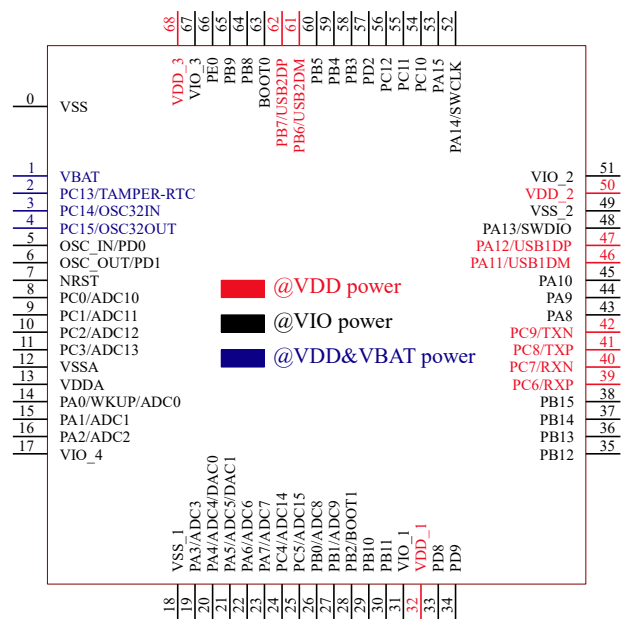 68
67
66
65
64
63
62
61
60
59
58
57
56
55
54
53
52
VDD_3
VIO_3
PE0
PB9
PB8
BOOT0
PB7/USB2DP
PB6/USB2DM
PB5
PB4
PB3
PD2
PC12
PC11
PC10
PA15
PA14/SWCLK
0 VSS
1 VBAT
2 PC13/TAMPER-RTC
3 PC14/OSC32IN
4 PC15/OSC32OUT
5 OSC_IN/PD0
6 OSC_OUT/PD1
7 NRST
8 PC0/ADC10
9 PC1/ADC11
10 PC2/ADC12
11 PC3/ADC13
12 VSSA
13 VDDA
14 PA0/WKUP/ADC0
15 PA1/ADC1
16 PA2/ADC2
17 VIO_4
@VDD power
@VIO power
@VDD&VBAT power
VIO_2 51
VDD_2 50
VSS_2 49
PA13/SWDIO 48
PA12/USB1DP 47
PA11/USB1DM 46
PA10 45
PA9 44
PA8 43
PC9/TXN 42
PC8/TXP 41
PC7/RXN 40
PC6/RXP 39
PB15 38
PB14 37
PB13 36
PB12 35
VSS_1
PA3/ADC3
PA4/ADC4/DAC0
PA5/ADC5/DAC1
PA6/ADC6
PA7/ADC7
PC4/ADC14
PC5/ADC15
PB0/ADC8
PB1/ADC9
PB2/BOOT1
PB10
PB11
VIO_1
VDD_1
PD8
PD9
18
19
20
21
22
23
24
25
26
27
28
29
30
31
32
33
34